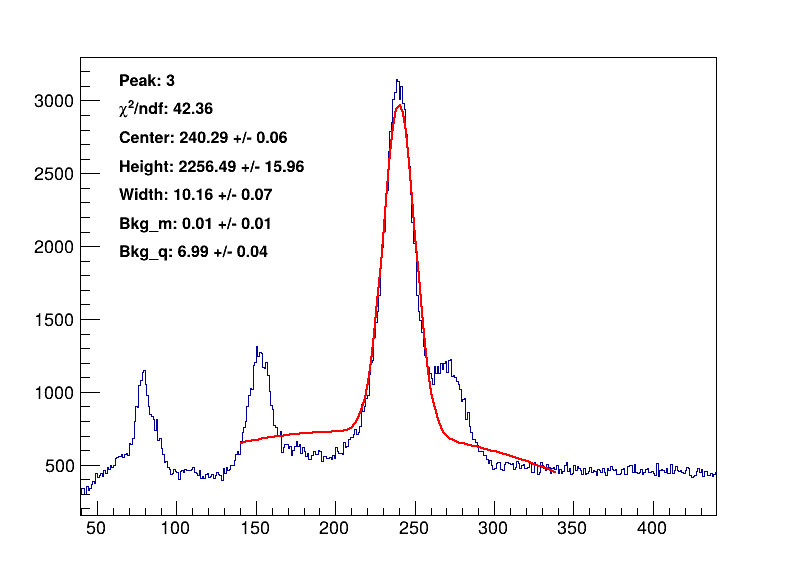 Peak: 3
χ²/ndf: 42.36
Center: 240.29 +/- 0.06
Height: 2256.49 +/- 15.96
Width: 10.16 +/- 0.07
Bkg_m: 0.01 +/- 0.01
Bkg_q: 6.99 +/- 0.04
3000
2500
2000
1500
1000
500
50 100 150 200 250 300 350 400